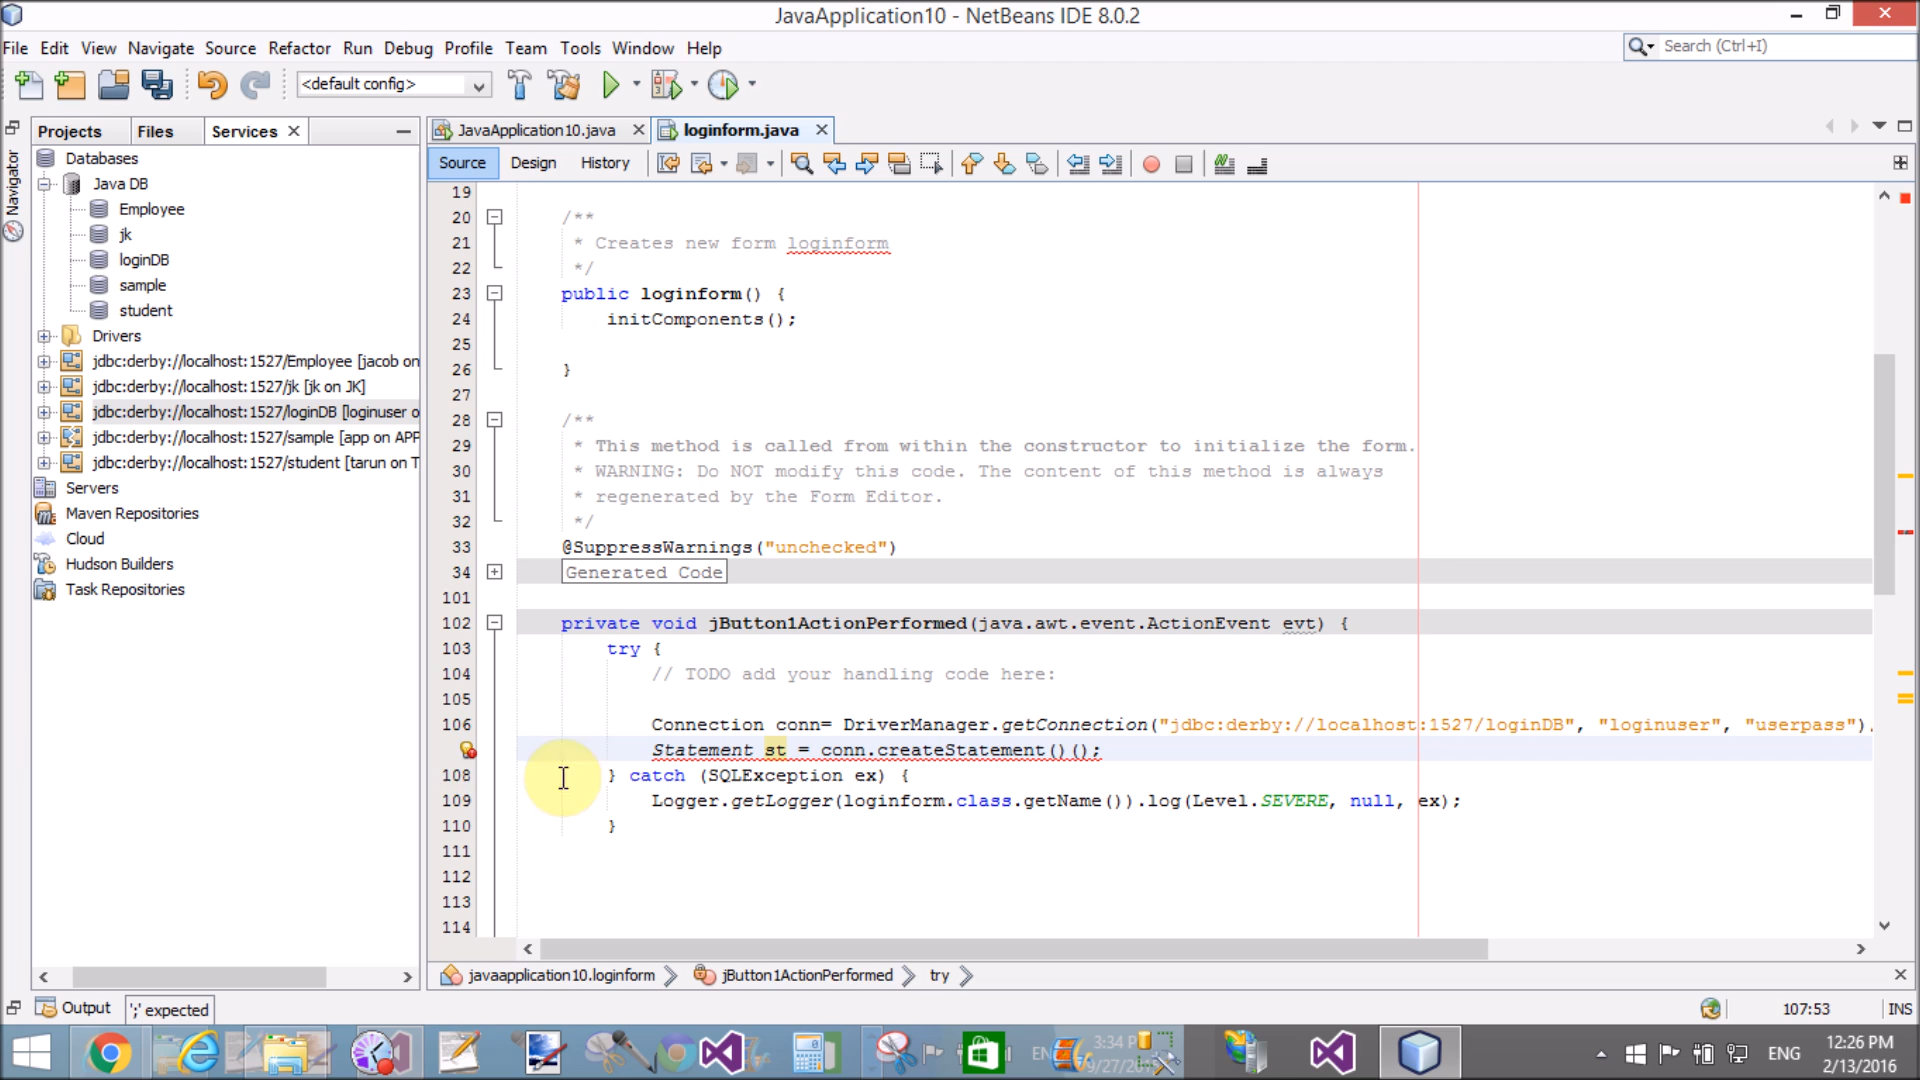 JavaApplication10 - NetBeans IDE 8.0.2
File Edit View Navigate Source Refactor Run Debug Profile Team Tools Window Help
Search (Ctrl+I)
<default config>
Projects Files Services
JavaApplication10.java loginform.java
Source Design History
Navigator
Databases
Java DB
Employee
jk
loginDB
sample
student
Drivers
jdbc:derby://localhost:1527/Employee [jacob on
jdbc:derby://localhost:1527/jk [jk on JK]
jdbc:derby://localhost:1527/loginDB [loginuser o
jdbc:derby://localhost:1527/sample [app on APP
jdbc:derby://localhost:1527/student [tarun on T
Servers
Maven Repositories
Cloud
Hudson Builders
Task Repositories
19
20 /**
21 * Creates new form loginform
22 */
23 public loginform() {
24 initComponents();
25
26 }
27
28 /**
29 * This method is called from within the constructor to initialize the form.
30 * WARNING: Do NOT modify this code. The content of this method is always
31 * regenerated by the Form Editor.
32 */
33 @SuppressWarnings("unchecked")
34 Generated Code
101
102 private void jButton1ActionPerformed(java.awt.event.ActionEvent evt) {
103 try {
104 // TODO add your handling code here:
105
106 Connection conn= DriverManager.getConnection("jdbc:derby://localhost:1527/loginDB", "loginuser", "userpass")
Statement st = conn.createStatement()();
108 } catch (SQLException ex) {
109 Logger.getLogger(loginform.class.getName()).log(Level.SEVERE, null, ex);
110 }
111
112
113
114
javaapplication10.loginform jButton1ActionPerformed try
Output ';' expected
107:53 INS
3:34 P
9/27/20
ENG
12:26 PM
2/13/2016